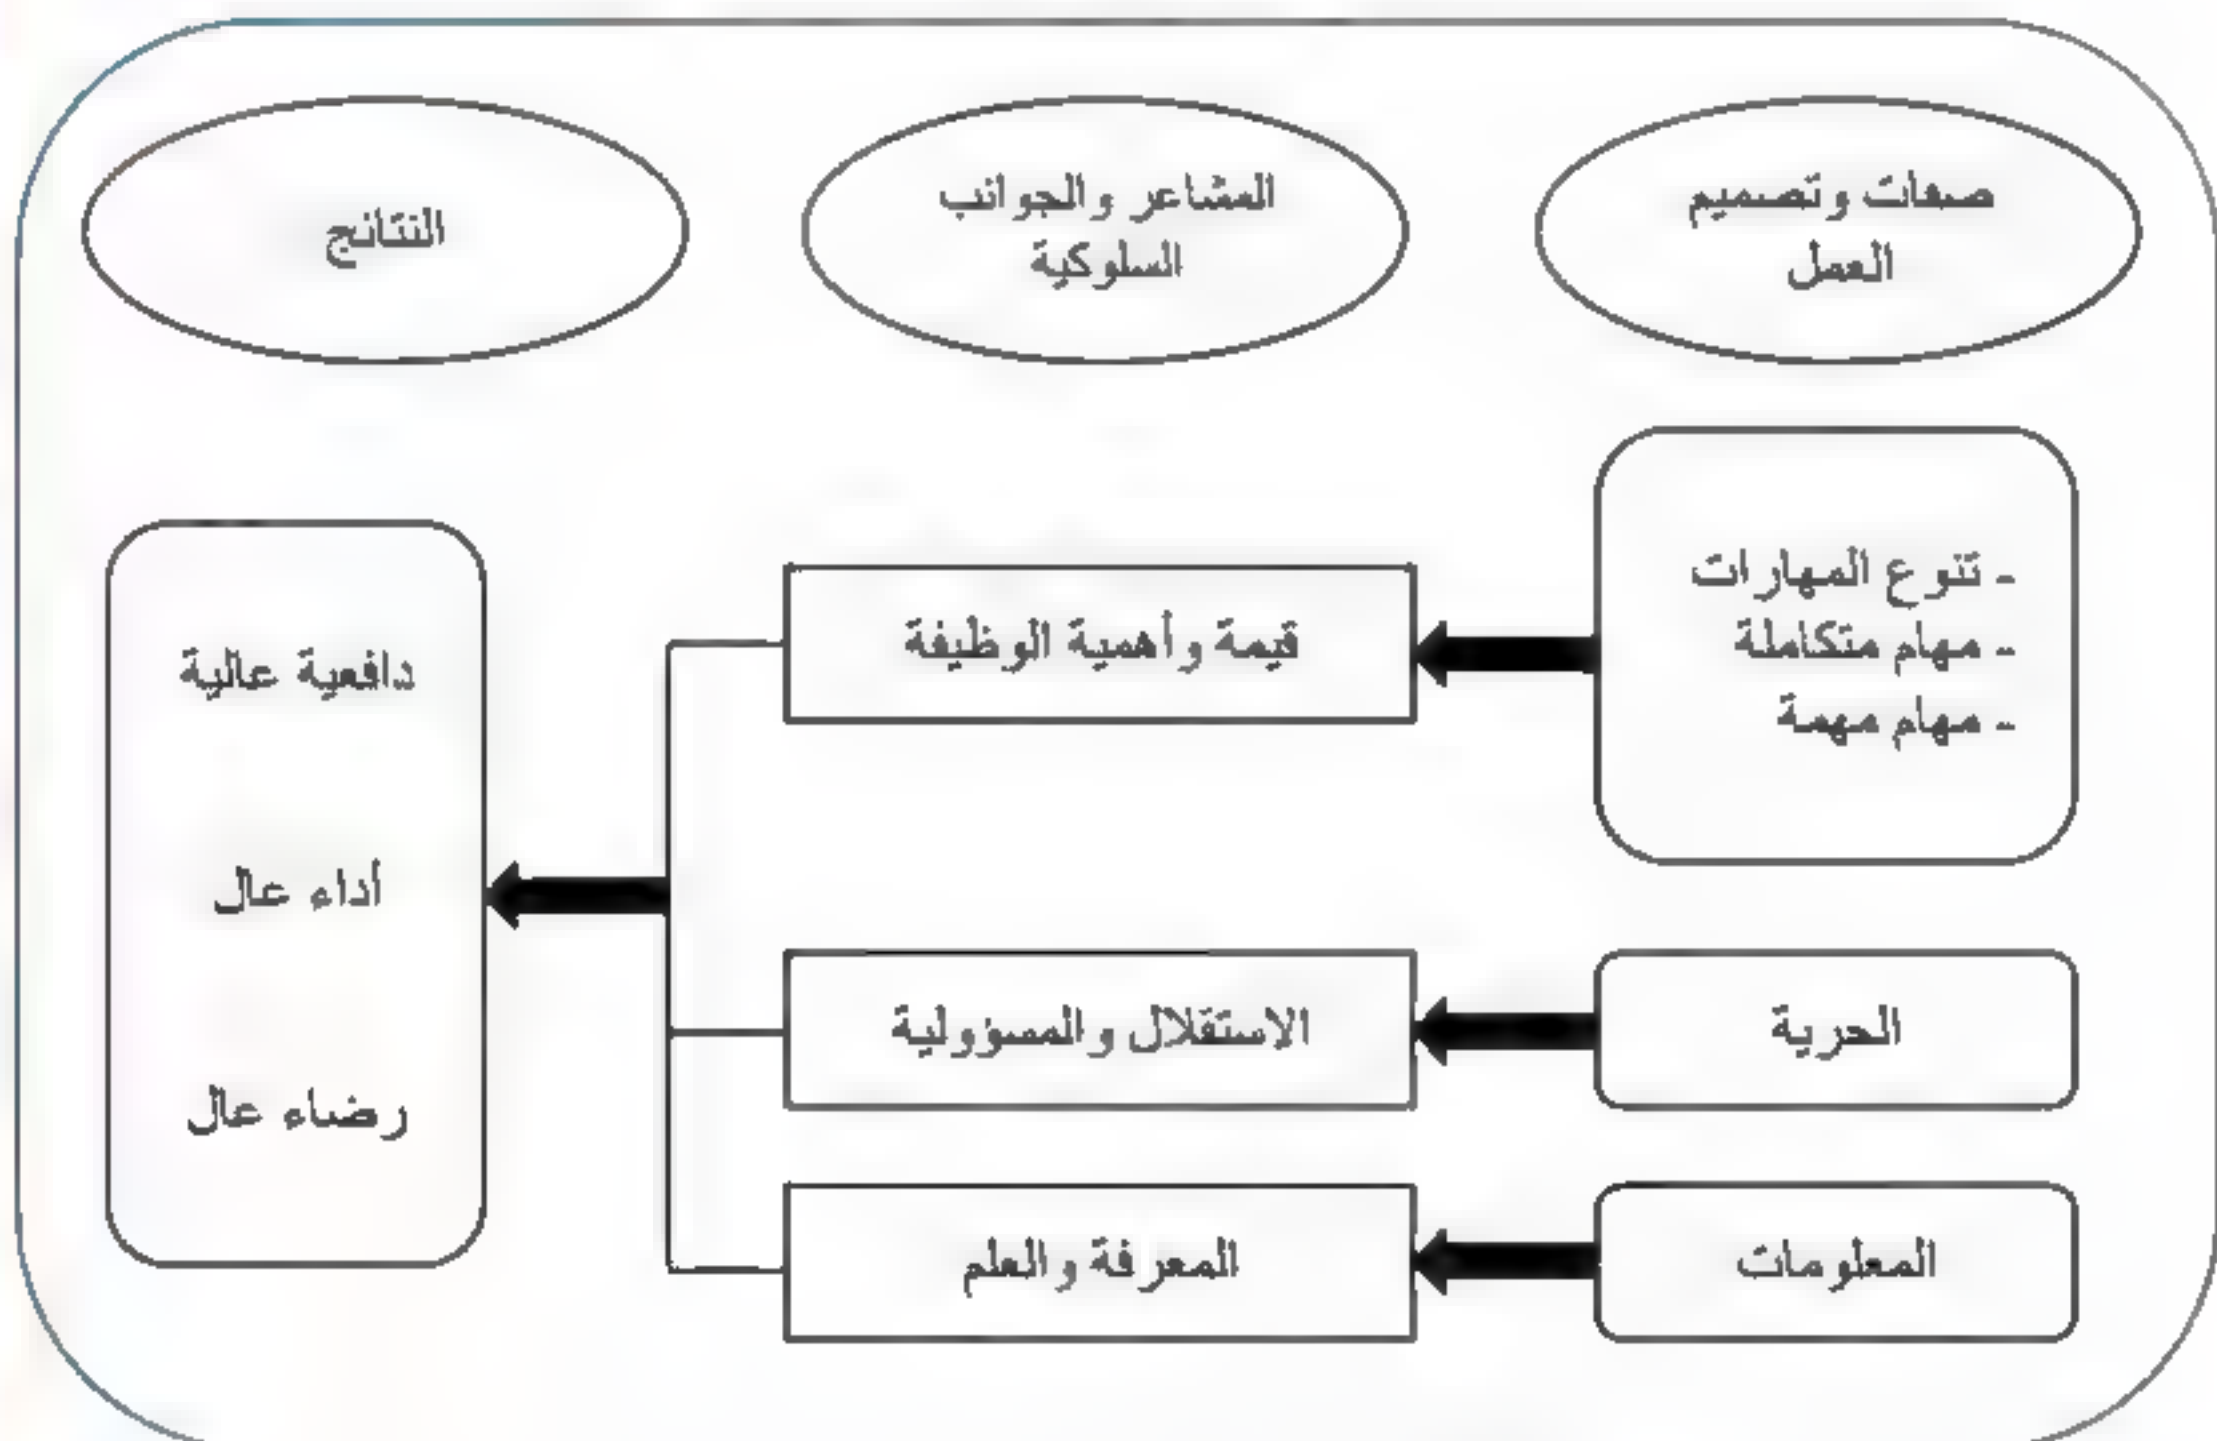 صفات وتصميم
العمل
المشاعر والجوانب
السلوكية
النتائج
- تنوع المهارات
- مهام متكاملة
- مهام مهمة
قيمة وأهمية الوظيفة
دافعية عالية
أداء عال
رضاء عال
الحرية
الاستقلال والمسؤولية
المعلومات
المعرفة والعلم